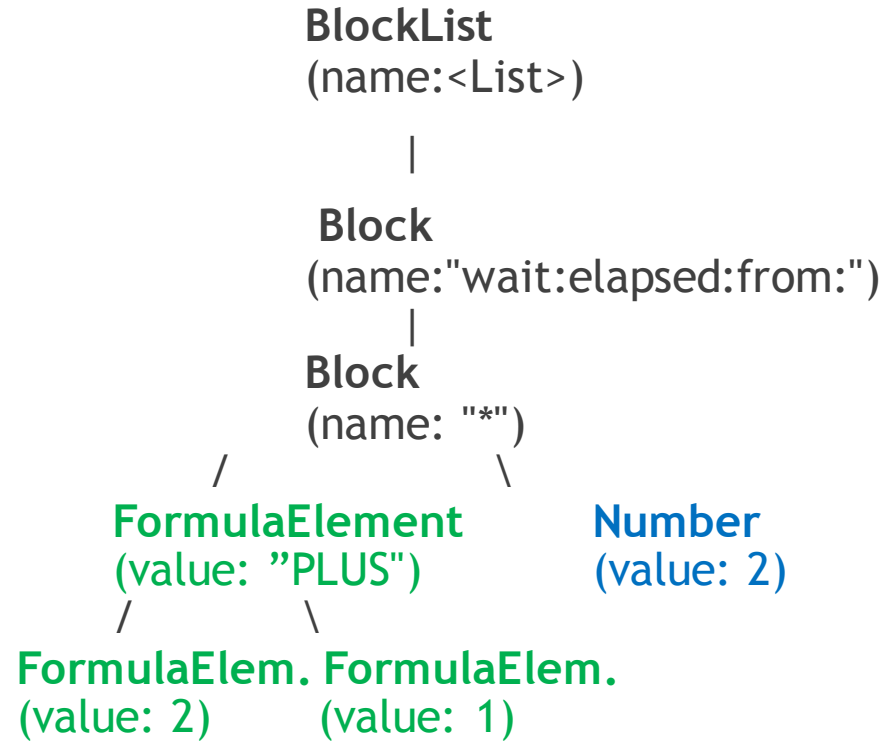 BlockList
(name:<List>)
|
Block
(name:"wait:elapsed:from:")
|
Block
(name: "*")
/ \
FormulaElement Number
(value: ”PLUS") (value: 2)
/ \
FormulaElem. FormulaElem.
(value: 2) (value: 1)